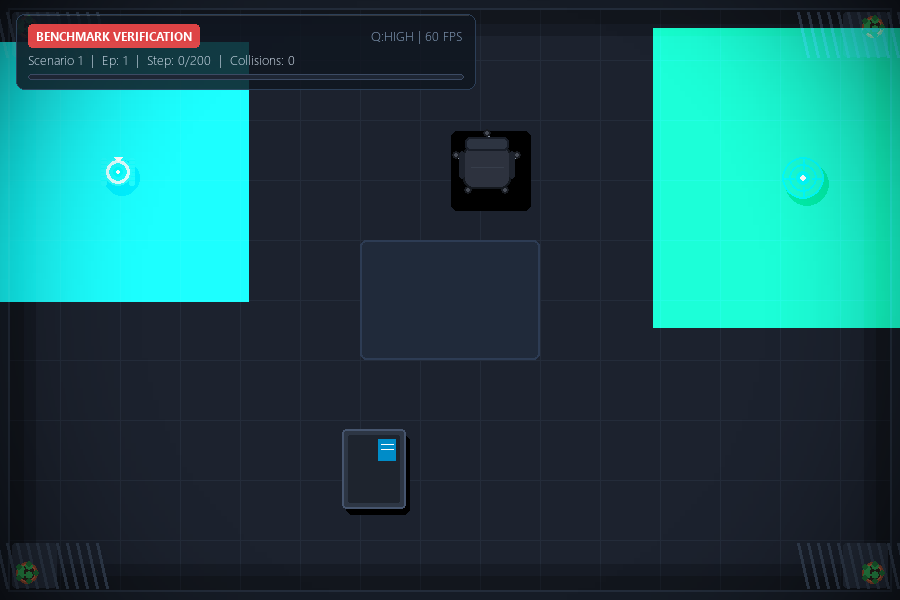 BENCHMARK VERIFICATION
Q:HIGH | 60 FPS
Scenario 1 | Ep: 1 | Step: 0/200 | Collisions: 0